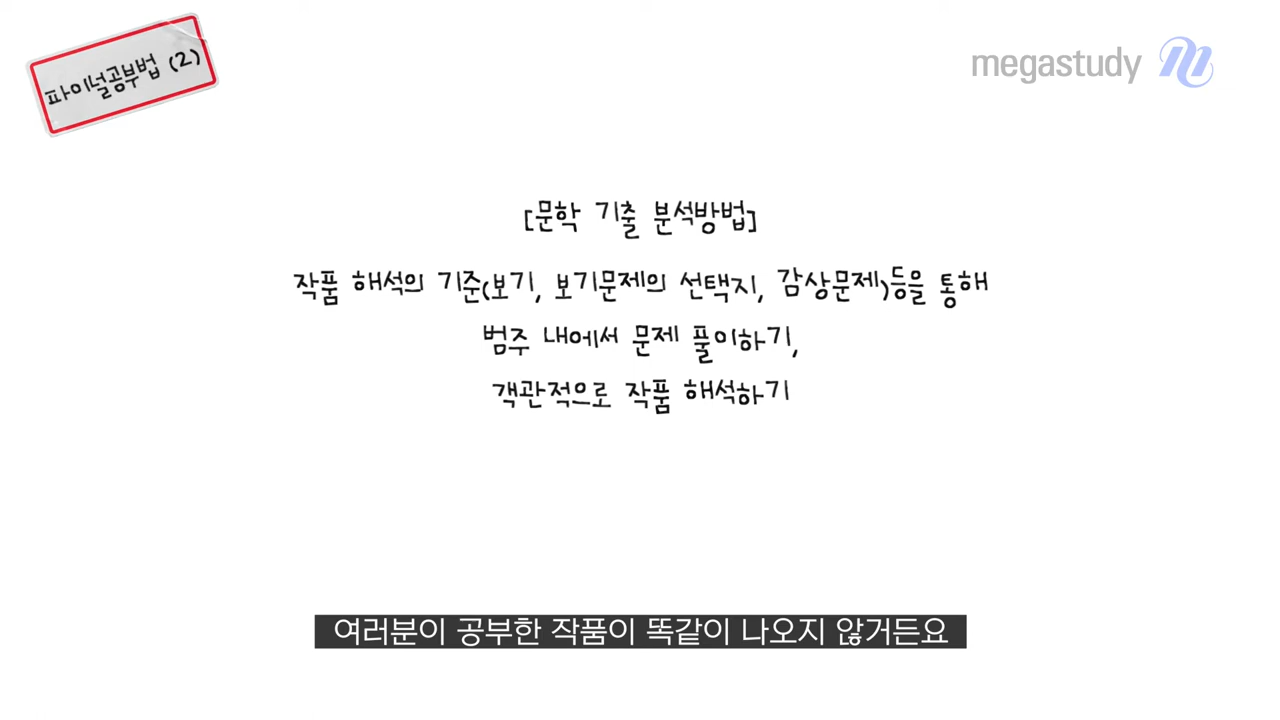 파이널공부법 (2)
megastudy
[문학 기출 분석방법]
작품 해석의 기준(보기, 보기문제의 선택지, 감상문제)등을 통해
범주 내에서 문제 풀이하기,
객관적으로 작품 해석하기
여러분이 공부한 작품이 똑같이 나오지 않거든요